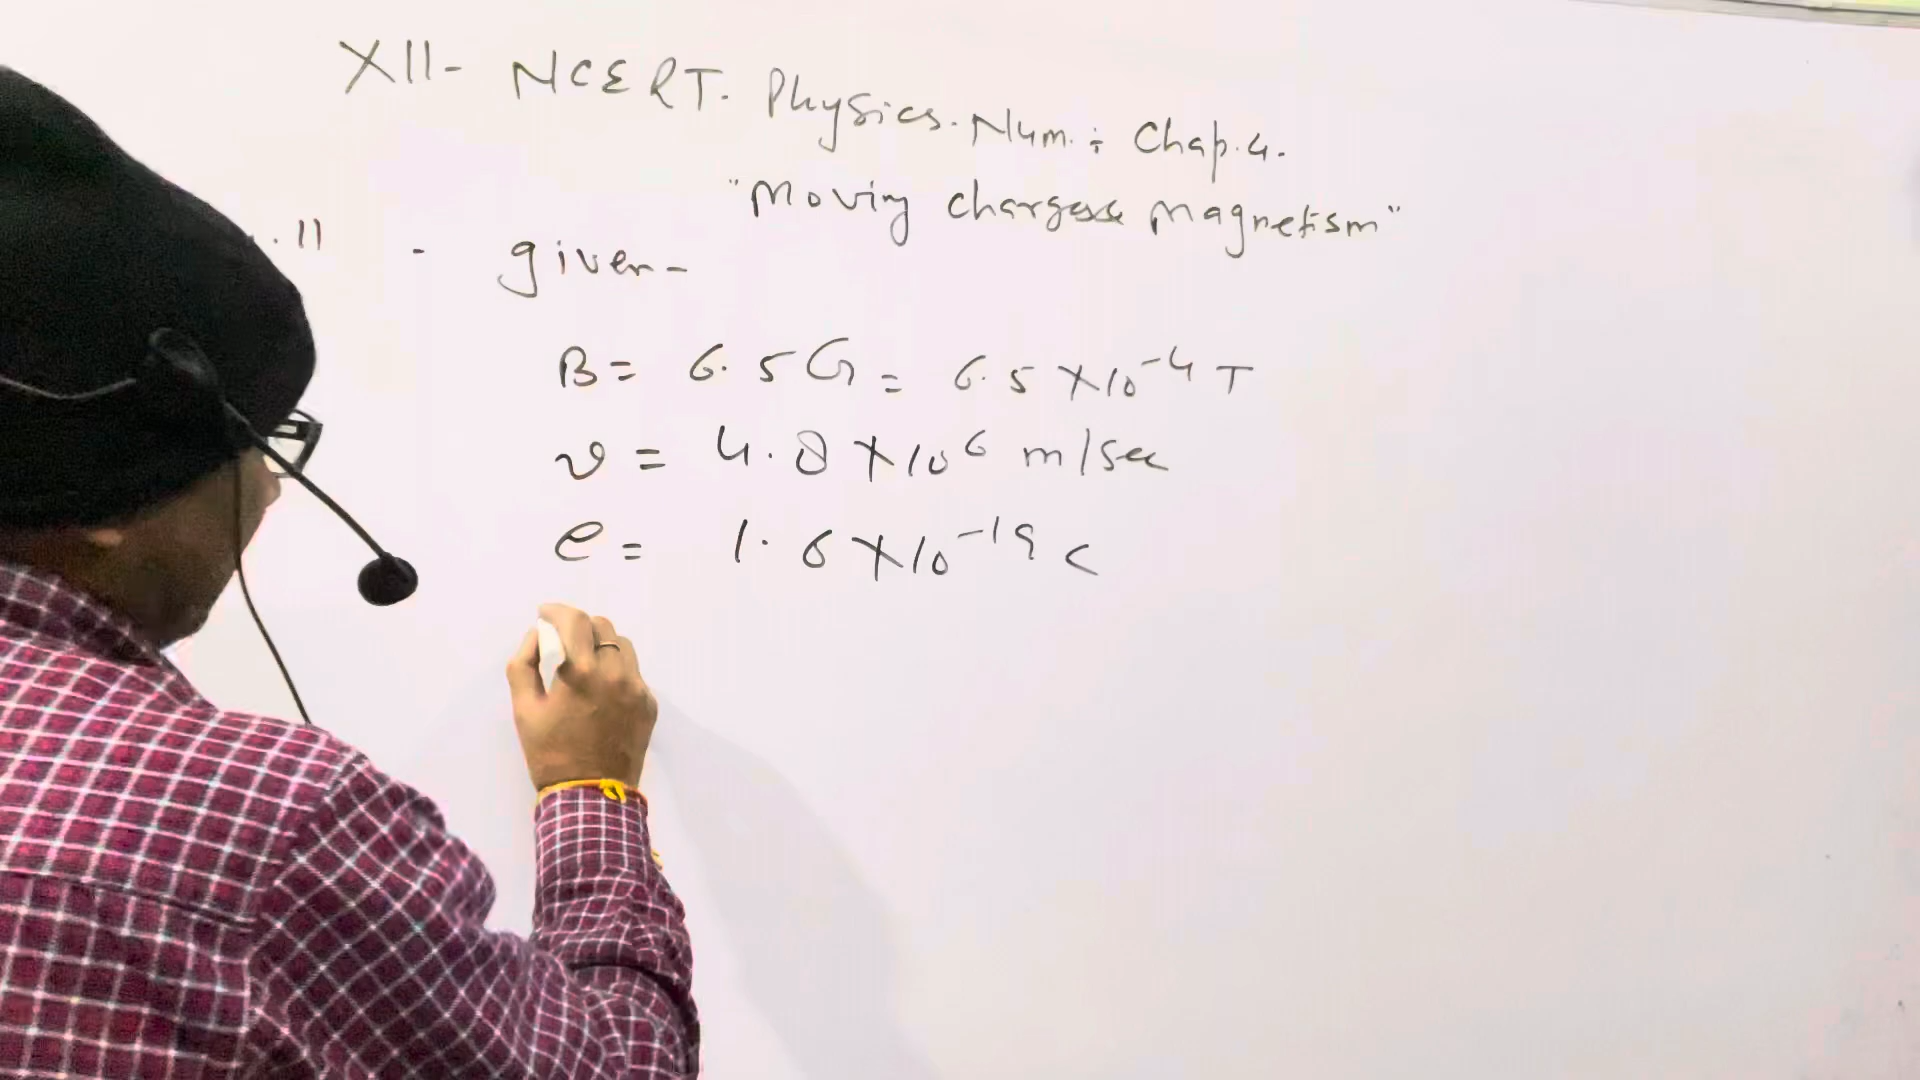 XII- NCERT. Physics. Num. : Chap. 4.
"Moving charges & Magnetism"
. 11 - given-
B = 6.5 G = 6.5 × 10⁻⁴ T
v = 4.8 × 10⁶ m/sec
e = 1.6 × 10⁻¹⁹ C